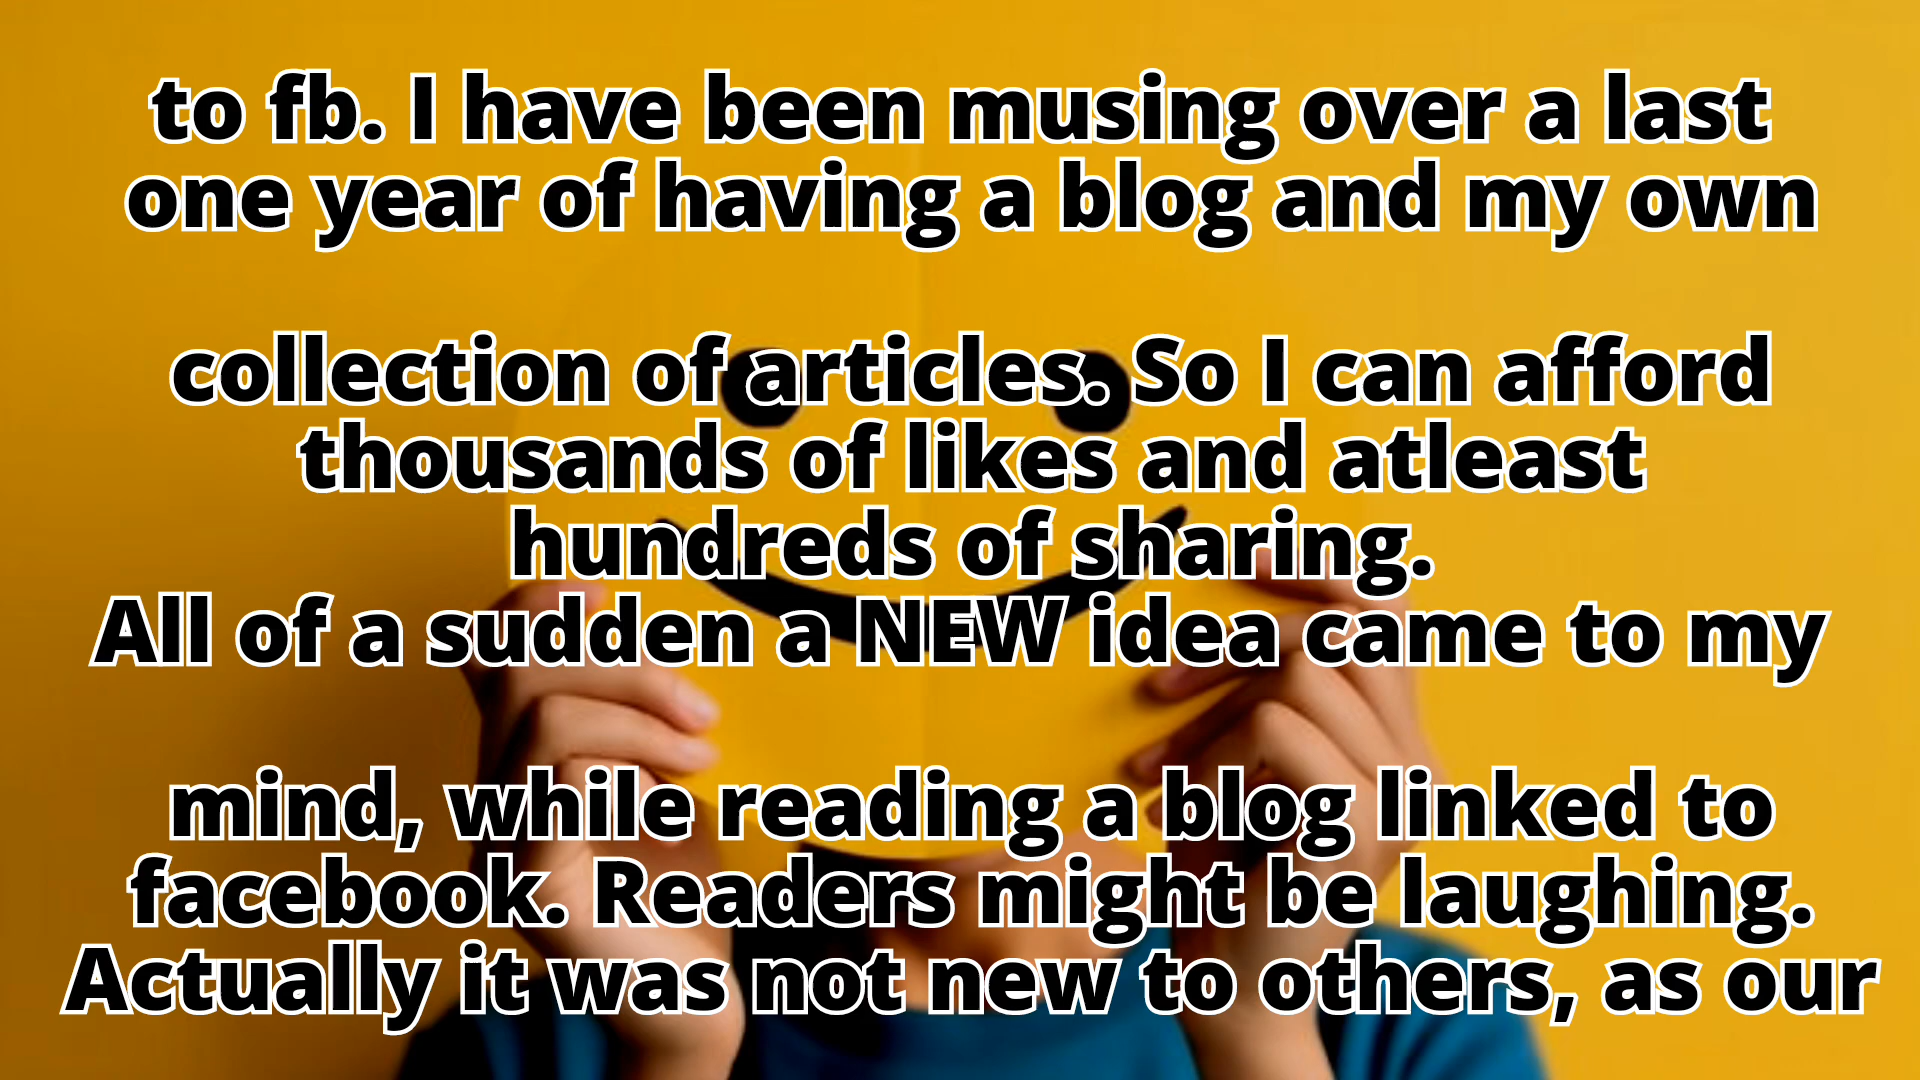 to fb. I have been musing over a last
one year of having a blog and my own
collection of articles. So I can afford
thousands of likes and atleast
hundreds of sharing.
All of a sudden a NEW idea came to my
mind, while reading a blog linked to
facebook. Readers might be laughing.
Actually it was not new to others, as our